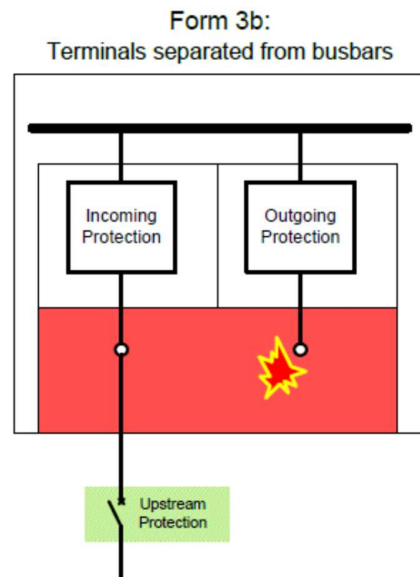 Form 3b:
Terminals separated from busbars
Incoming
Protection
Outgoing
Protection
Upstream
Protection